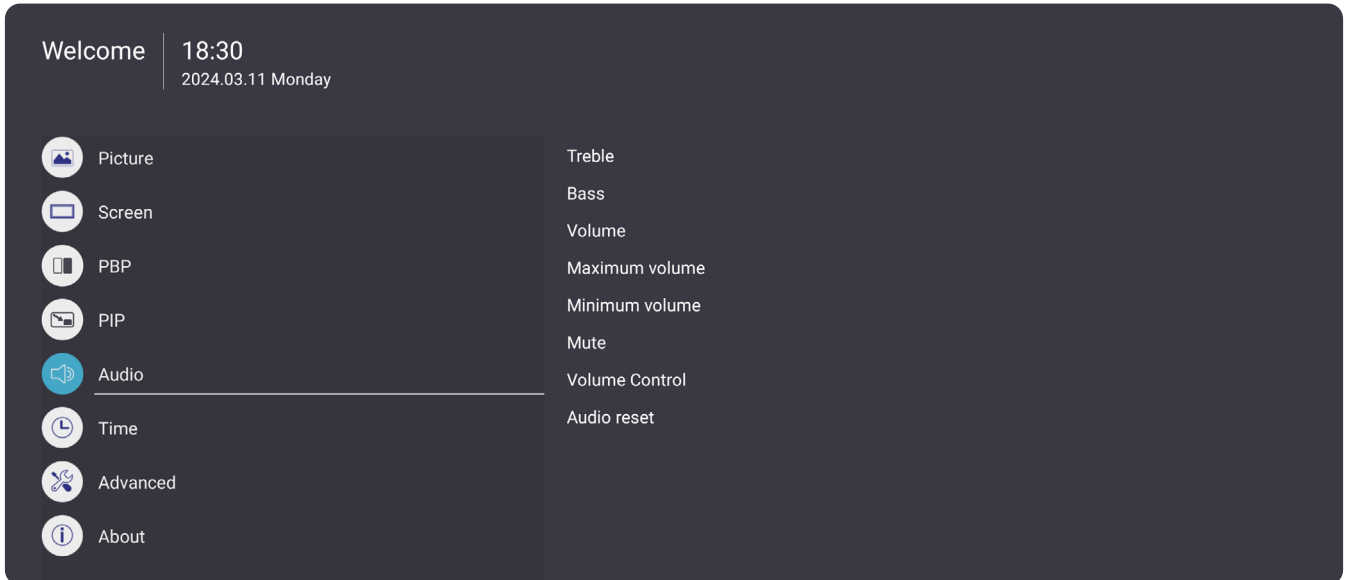 Welcome
18:30
2024.03.11 Monday
Picture
Screen
PBP
PIP
Audio
Time
Advanced
About
Treble
Bass
Volume
Maximum volume
Minimum volume
Mute
Volume Control
Audio reset